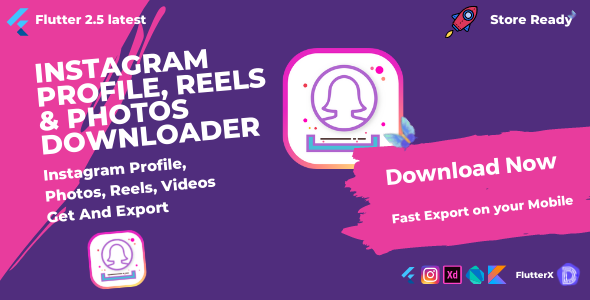 Flutter 2.5 latest
Store Ready
INSTAGRAM
PROFILE, REELS
& PHOTOS
DOWNLOADER
Instagram Profile,
Photos, Reels, Videos
Get And Export
Download Now
Fast Export on your Mobile
Xd
FlutterX